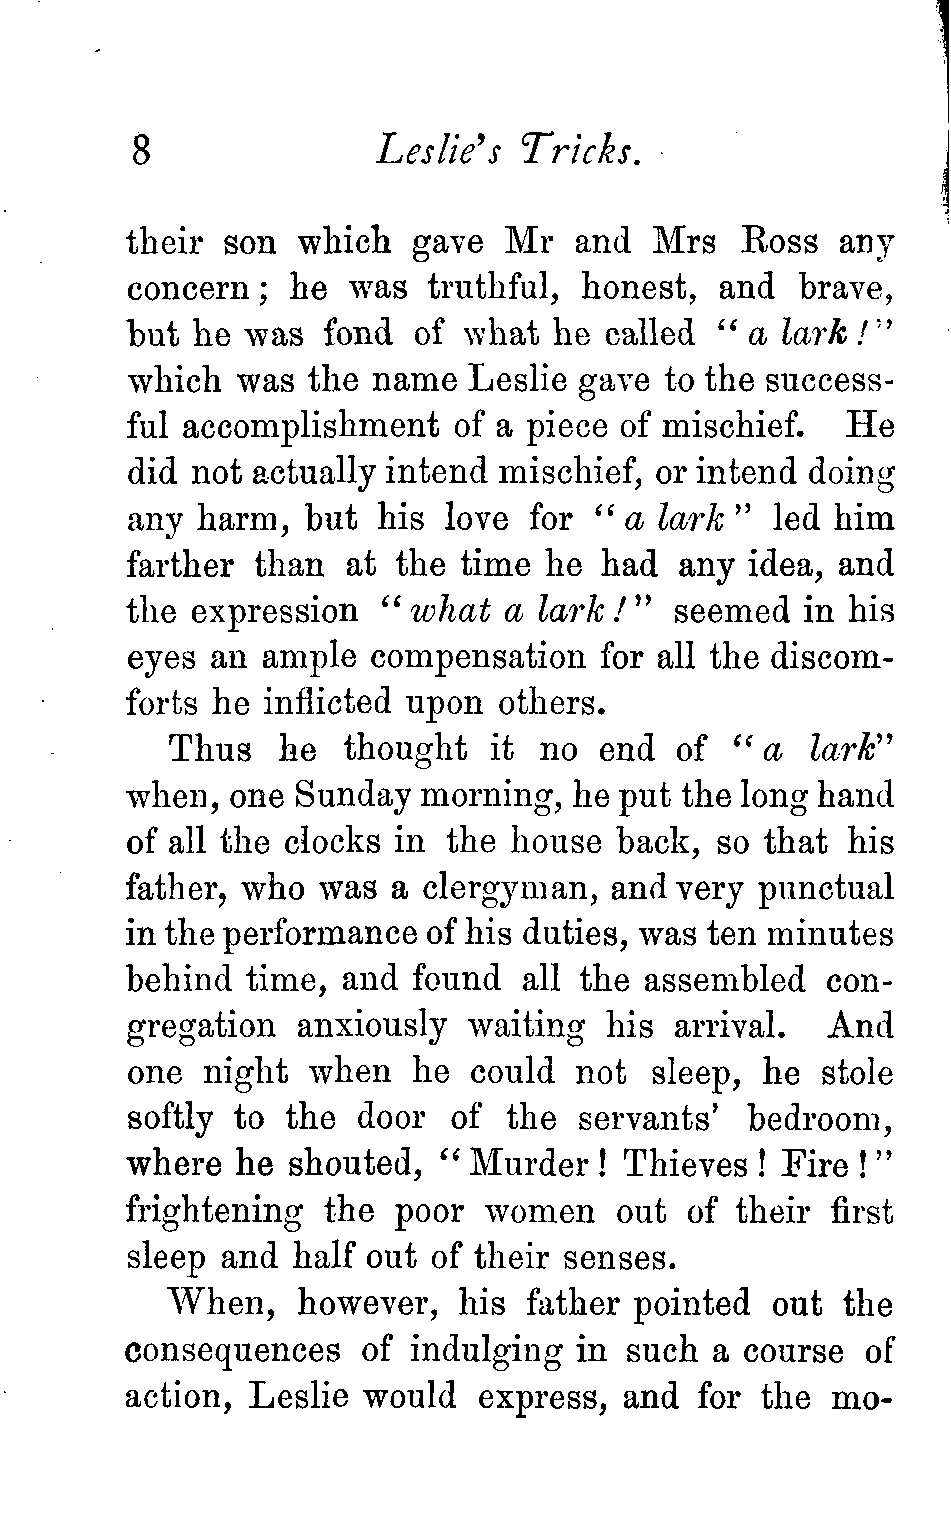 8 Leslie's Tricks.
their son which gave Mr and Mrs Ross any
concern; he was truthful, honest, and brave,
but he was fond of what he called "a lark!"
which was the name Leslie gave to the success-
ful accomplishment of a piece of mischief. He
did not actually intend mischief, or intend doing
any harm, but his love for "a lark" led him
farther than at the time he had any idea, and
the expression "what a lark!" seemed in his
eyes an ample compensation for all the discom-
forts he inflicted upon others.
Thus he thought it no end of "a lark"
when, one Sunday morning, he put the long hand
of all the clocks in the house back, so that his
father, who was a clergyman, and very punctual
in the performance of his duties, was ten minutes
behind time, and found all the assembled con-
gregation anxiously waiting his arrival. And
one night when he could not sleep, he stole
softly to the door of the servants' bedroom,
where he shouted, "Murder! Thieves! Fire!"
frightening the poor women out of their first
sleep and half out of their senses.
When, however, his father pointed out the
consequences of indulging in such a course of
action, Leslie would express, and for the mo-